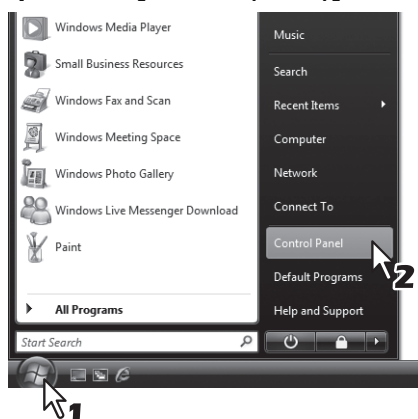 Windows Media Player
Small Business Resources
Windows Fax and Scan
Windows Meeting Space
Windows Photo Gallery
Windows Live Messenger Download
Paint
All Programs
Start Search
Music
Search
Recent Items
Computer
Network
Connect To
Control Panel
Default Programs
Help and Support
2
1